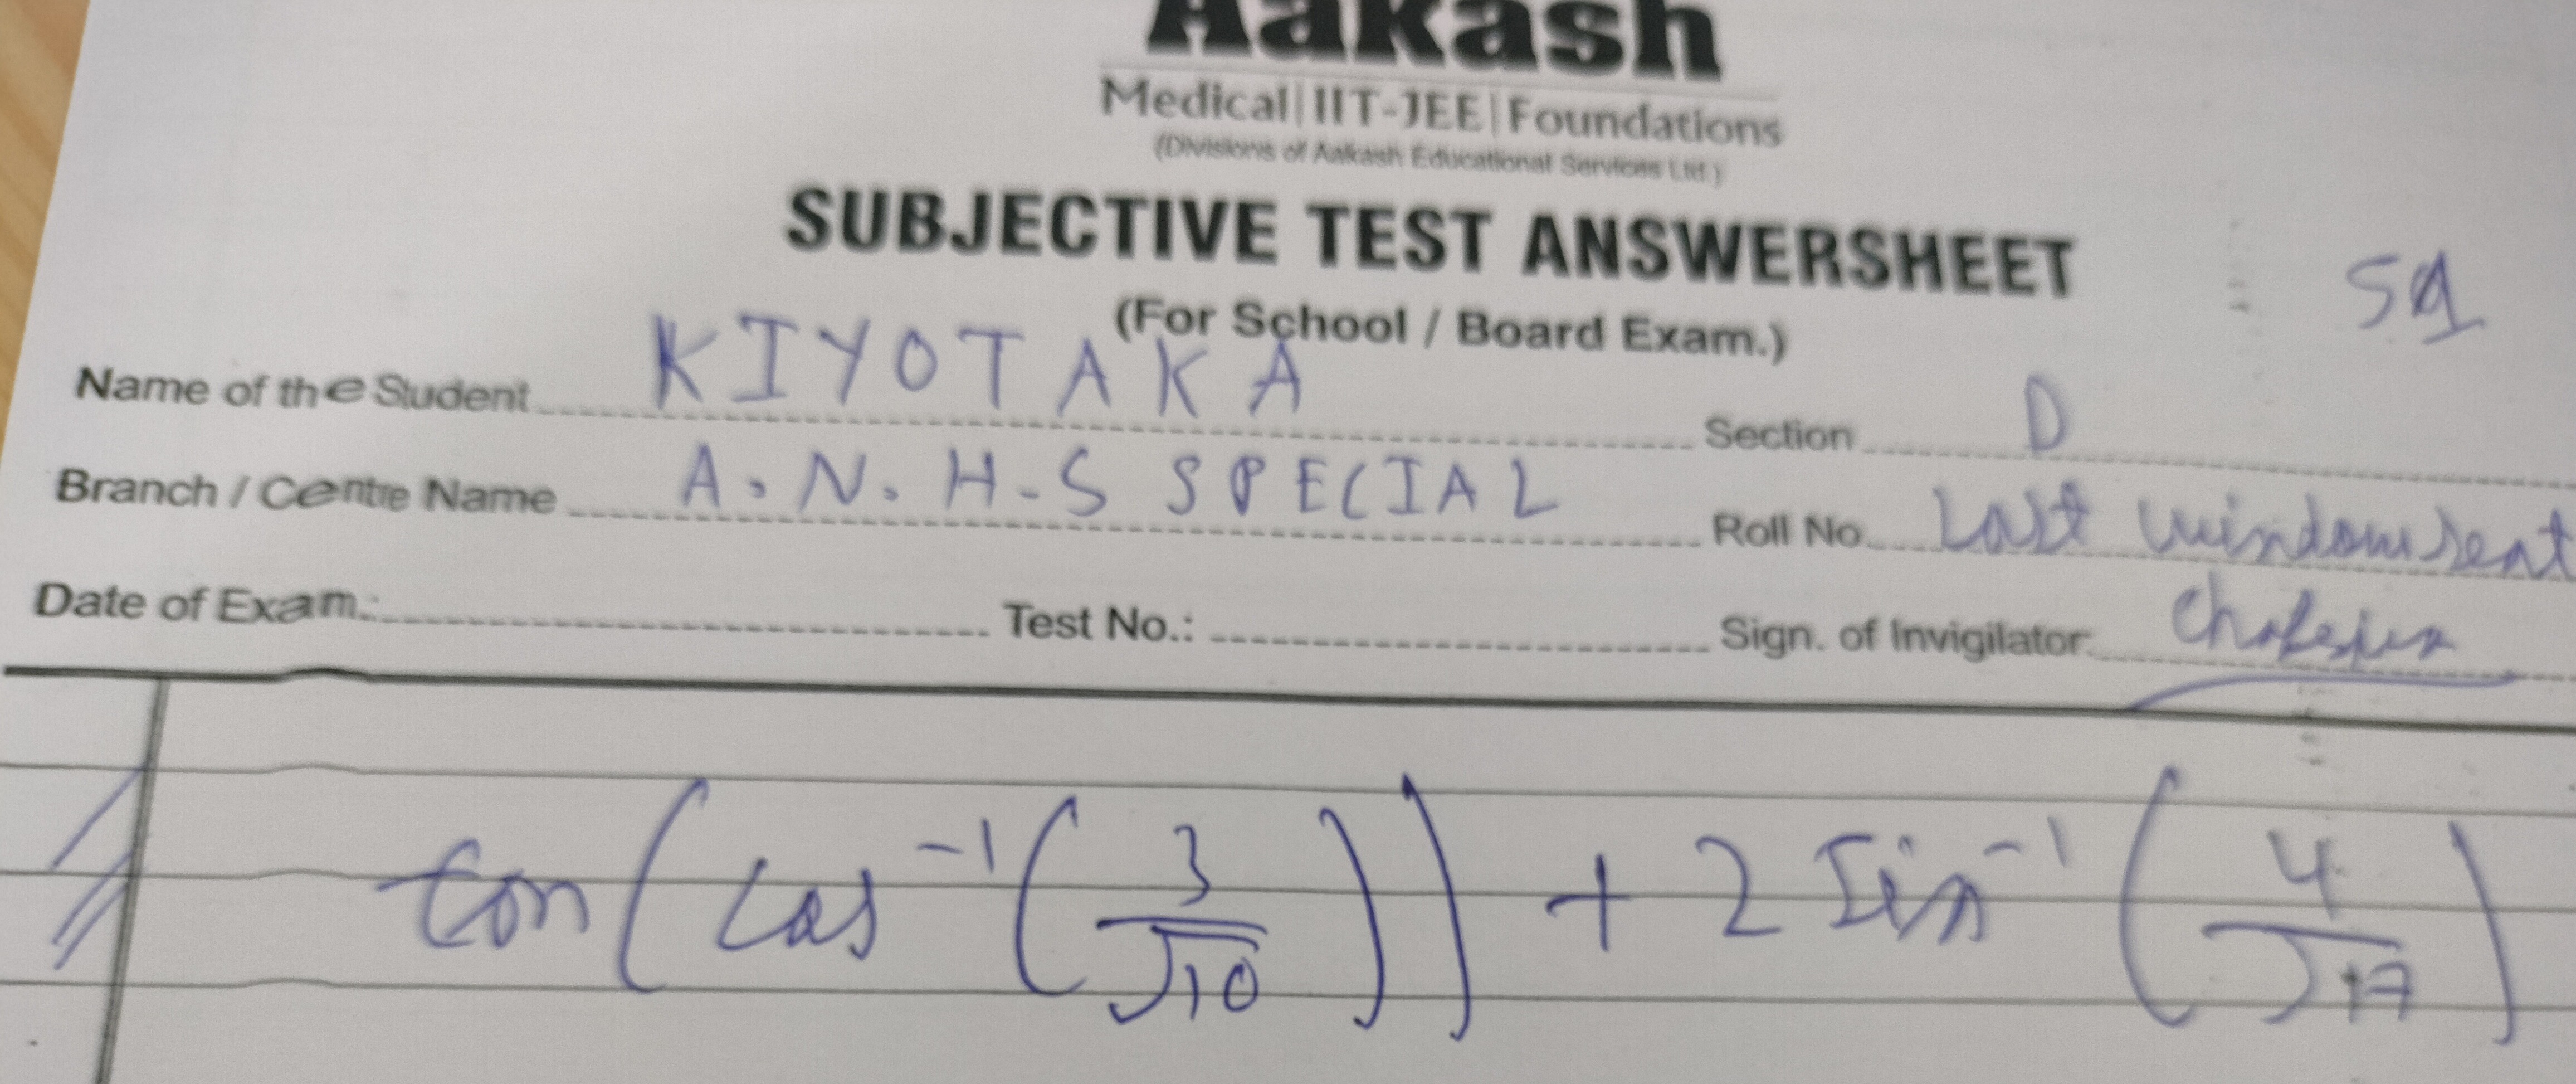 Aakash
Medical|IIT-JEE|Foundations
(Divisions of Aakash Educational Services Ltd.)
SUBJECTIVE TEST ANSWERSHEET
(For School / Board Exam.)
Name of the Student KIYOTAKA Section D
Branch / Centre Name A.N.H-S SPECIAL Roll No. Last window seat
Date of Exam.: Test No.: Sign. of Invigilator:
tan(cos⁻¹(3/√10)) + 2 sin⁻¹(4/√17)